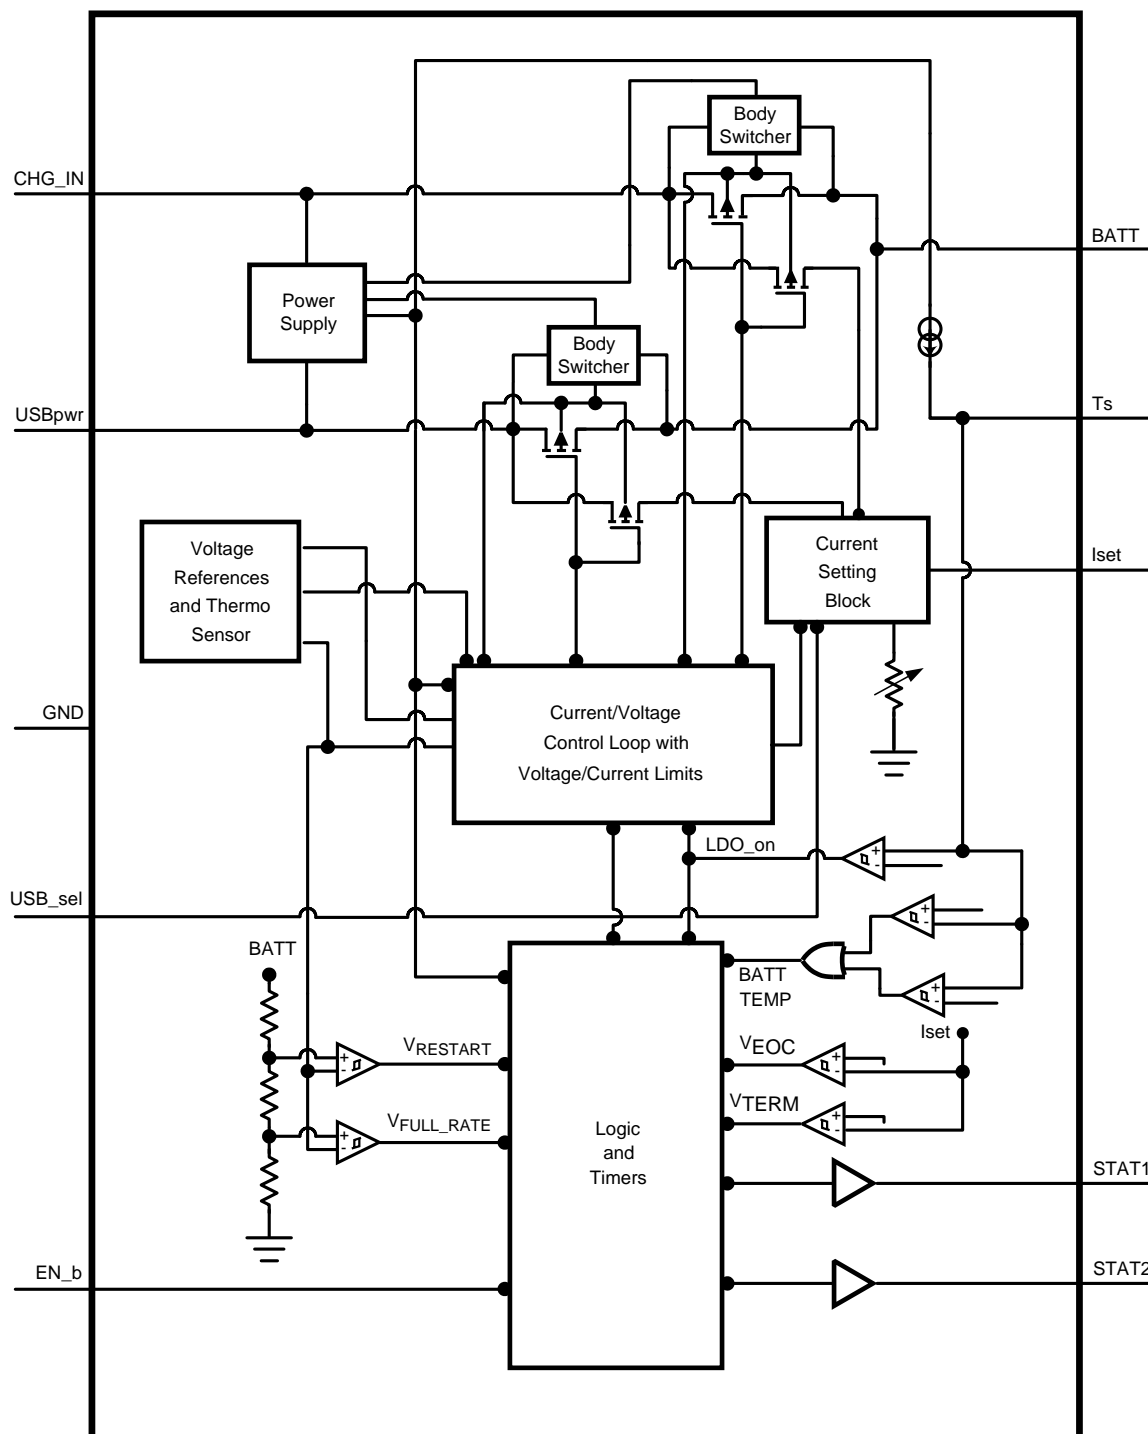 Body
Switcher
CHG_IN
BATT
Power
Supply
Body
Switcher
USBpwr
Ts
Voltage
References
and Thermo
Sensor
Current
Setting
Block
Iset
GND
Current/Voltage
Control Loop with
Voltage/Current Limits
LDO_on
+
-
USB_sel
+
-
BATT
BATT
TEMP
+
-
Iset
VRESTART
+
-
VEOC
+
-
VFULL_RATE
+
-
VTERM
+
-
Logic
and
Timers
STAT1
EN_b
STAT2